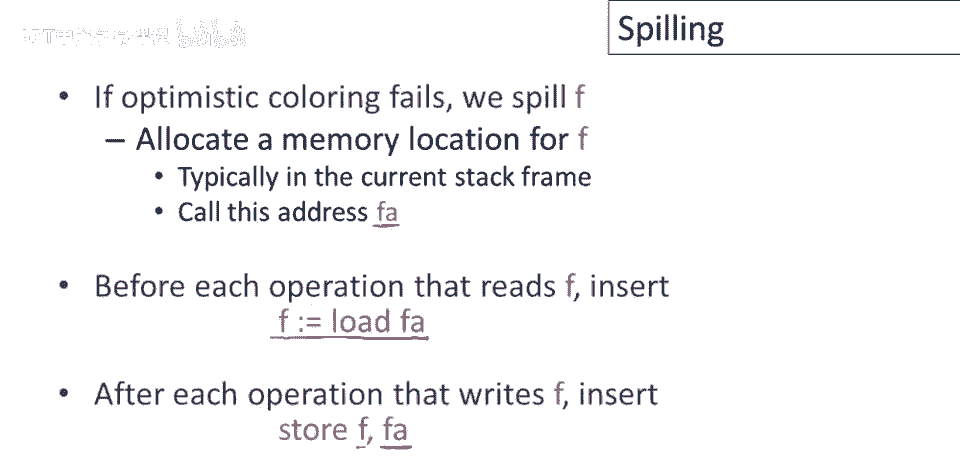 Spilling
• If optimistic coloring fails, we spill f
– Allocate a memory location for f
• Typically in the current stack frame
• Call this address fa
• Before each operation that reads f, insert
f := load fa
• After each operation that writes f, insert
store f, fa